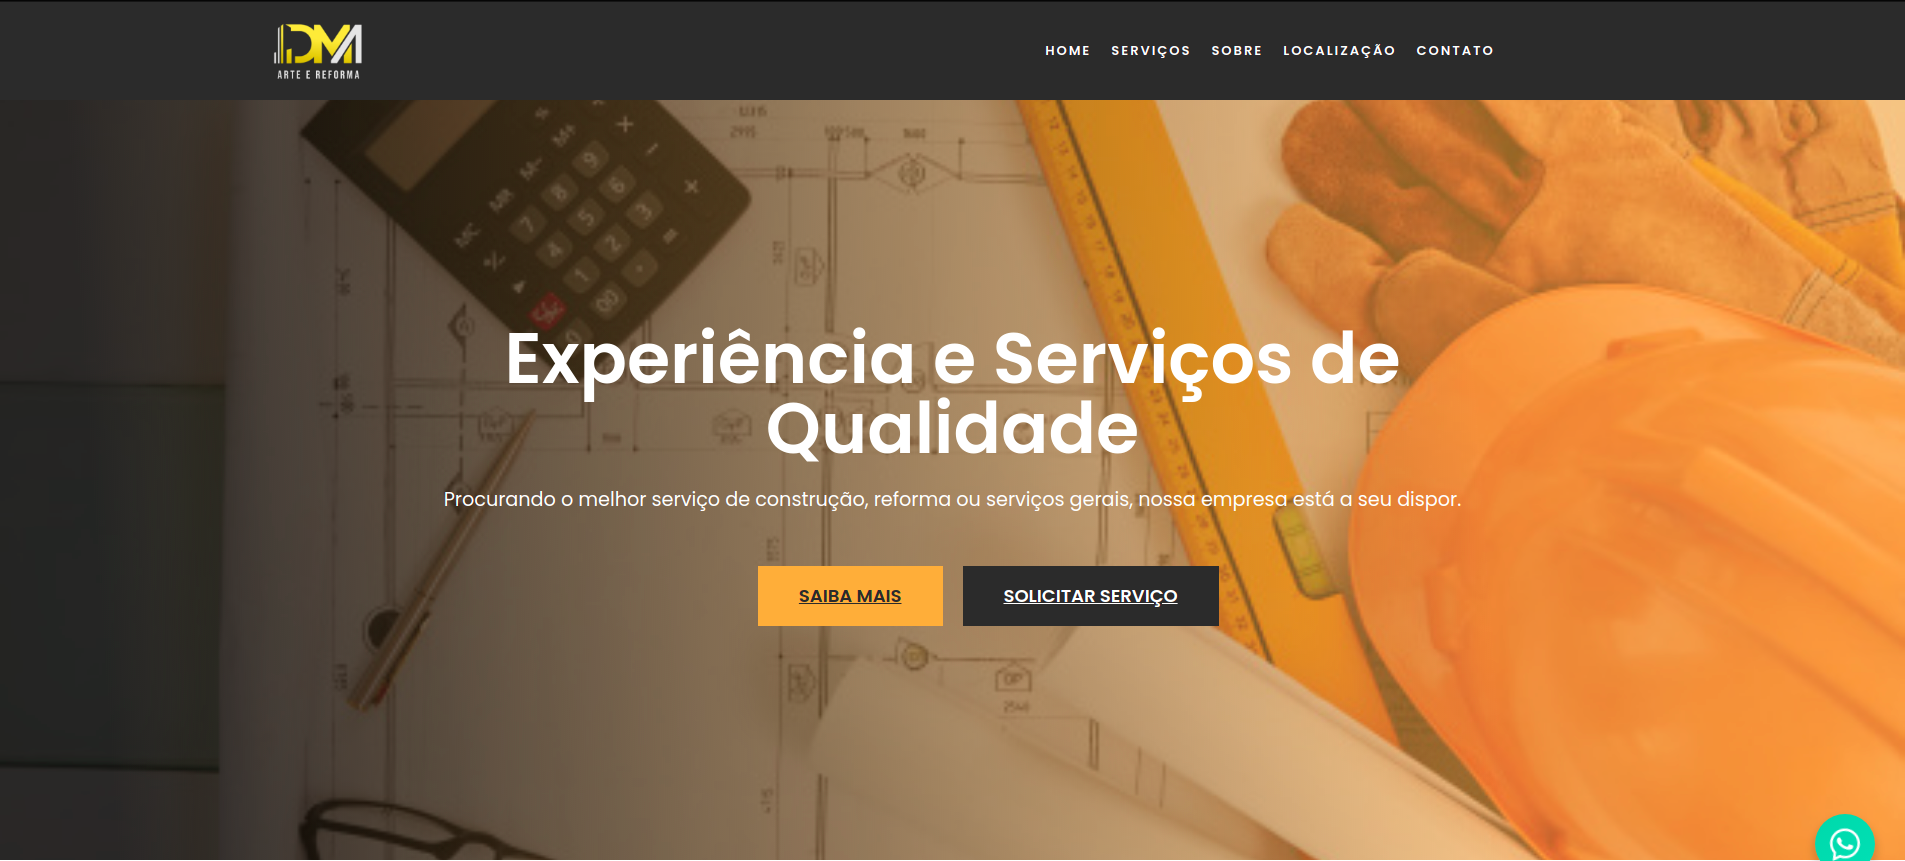 DM
ARTE E REFORMA
HOME SERVIÇOS SOBRE LOCALIZAÇÃO CONTATO
Experiência e Serviços de
Qualidade
Procurando o melhor serviço de construção, reforma ou serviços gerais, nossa empresa está a seu dispor.
SAIBA MAIS SOLICITAR SERVIÇO